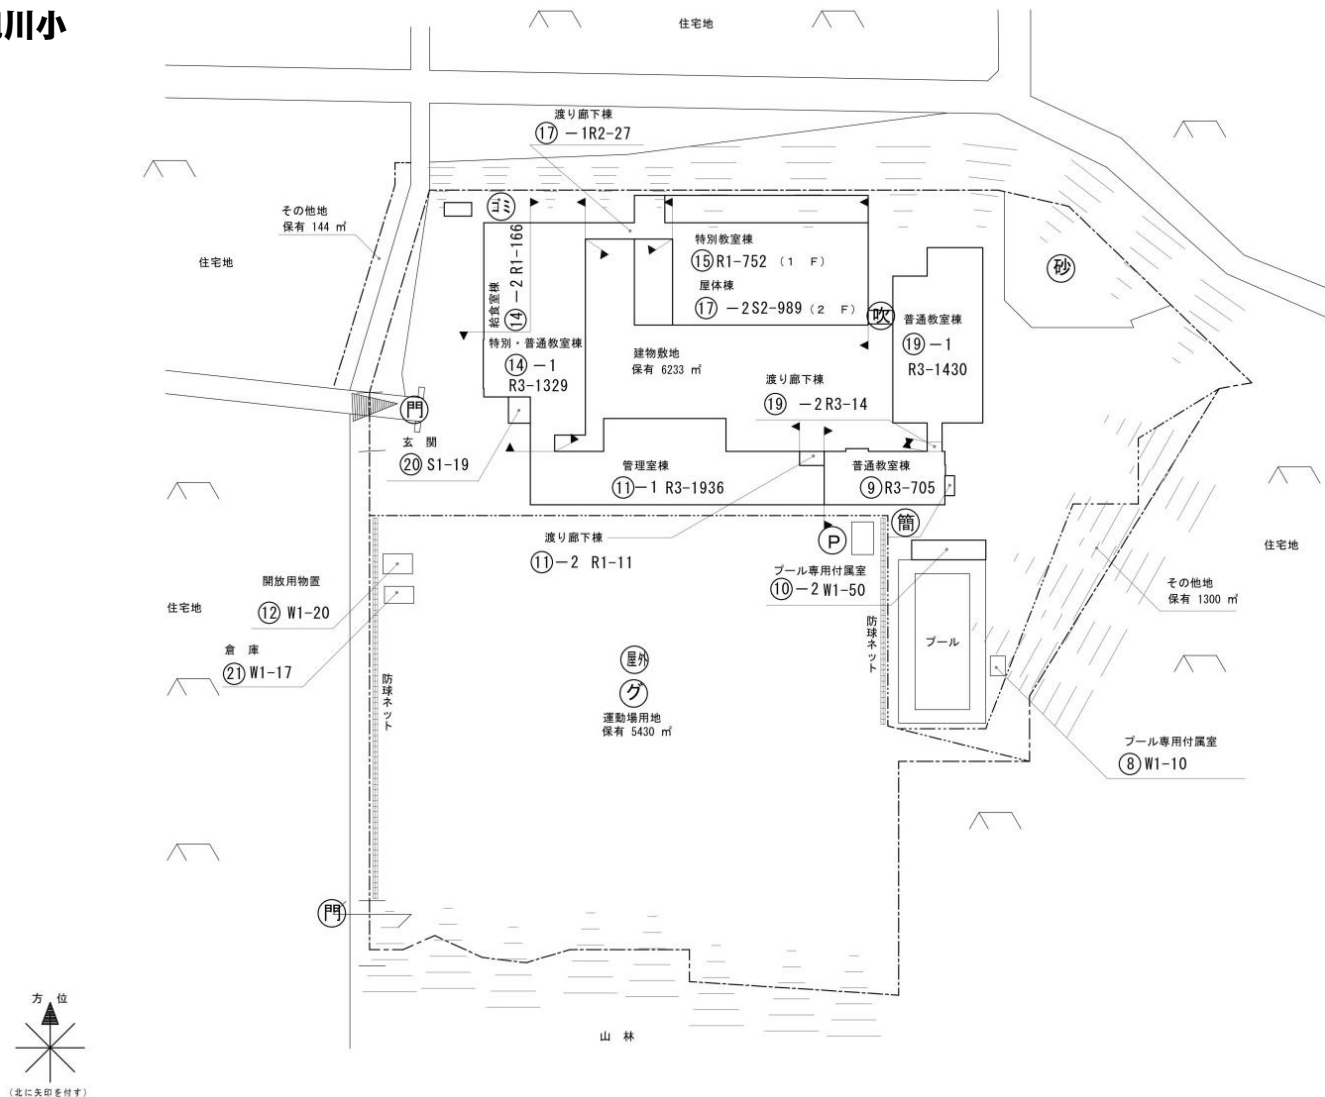 川小
住宅地
渡り廊下棟
⑰ －1R2-27
ゴミ
その他地
保有 144 ㎡
住宅地
給食室棟
⑭－2 R1-166
特別教室棟
⑮R1-752 （1 F）
屋体棟
⑰ －2S2-989（2 F）
砂
吹
普通教室棟
⑲－1
R3-1430
特別・普通教室棟
⑭－1
R3-1329
建物敷地
保有 6233 ㎡
渡り廊下棟
⑲ －2R3-14
門
玄 関
⑳ S1-19
管理室棟
⑪－1 R3-1936
普通教室棟
⑨R3-705
簡
P
渡り廊下棟
⑪－2 R1-11
プール専用付属室
⑩－2 W1-50
住宅地
開放用物置
⑫ W1-20
住宅地
その他地
保有 1300 ㎡
倉 庫
㉑ W1-17
防球ネット
防球ネット
プール
屋外
グ
運動場用地
保有 5430 ㎡
プール専用付属室
⑧W1-10
門
山 林
方 位
（北に矢印を付す）